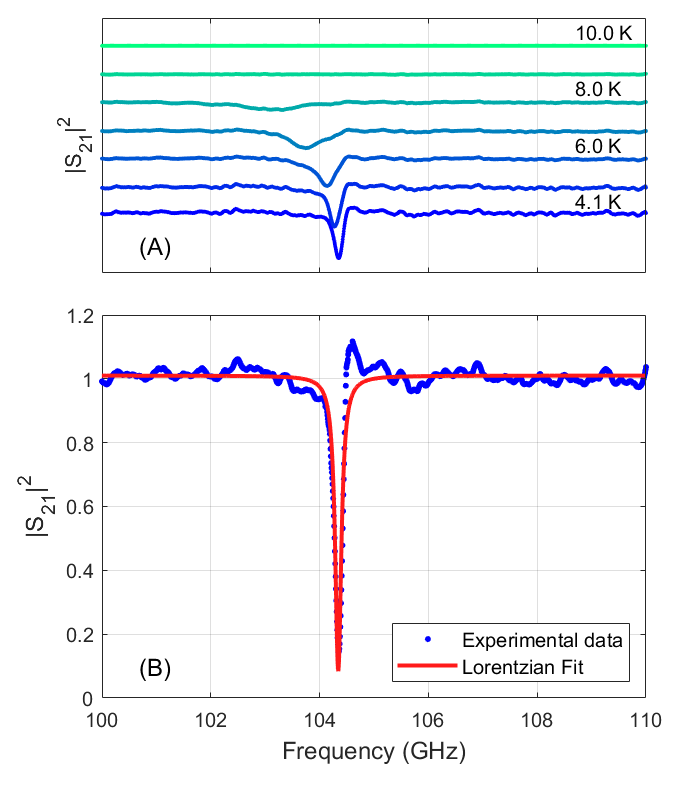 10.0 K
8.0 K
6.0 K
4.1 K
|S21|^2
(A)
1.2
1
0.8
0.6
0.4
0.2
0
|S21|^2
(B)
Experimental data
Lorentzian Fit
100 102 104 106 108 110
Frequency (GHz)